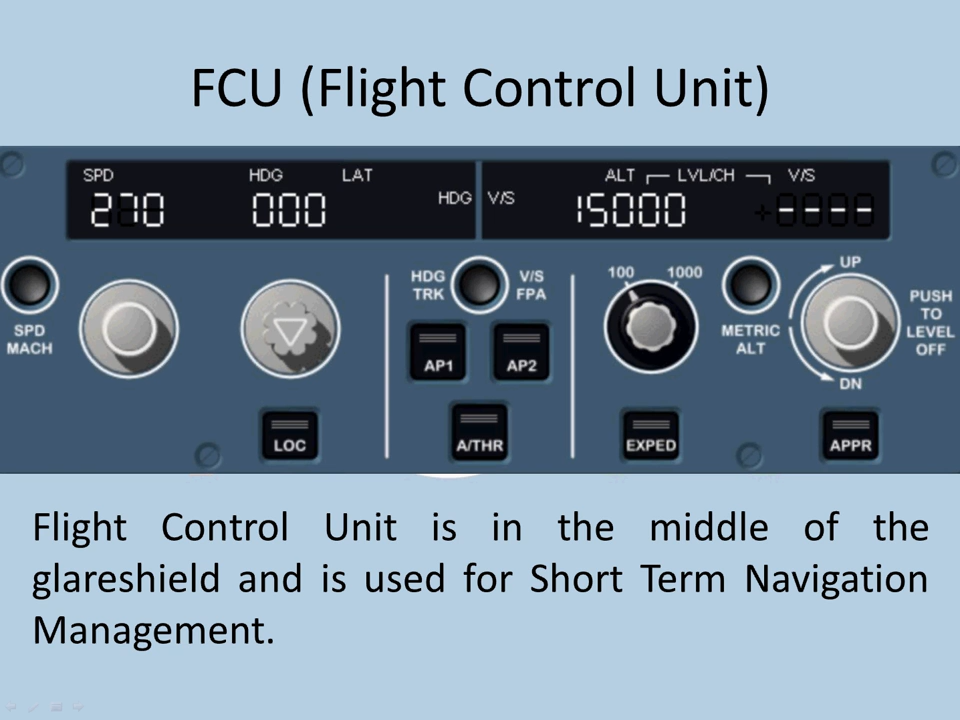 FCU (Flight Control Unit)
SPD HDG LAT ALT LVL/CH V/S
HDG V/S
270 000 15000 +----
HDG V/S 100 1000 UP
TRK FPA
SPD
MACH
METRIC
ALT
PUSH
TO
LEVEL
OFF
AP1 AP2
DN
LOC A/THR EXPED APPR
Flight Control Unit is in the middle of the
glareshield and is used for Short Term Navigation
Management.